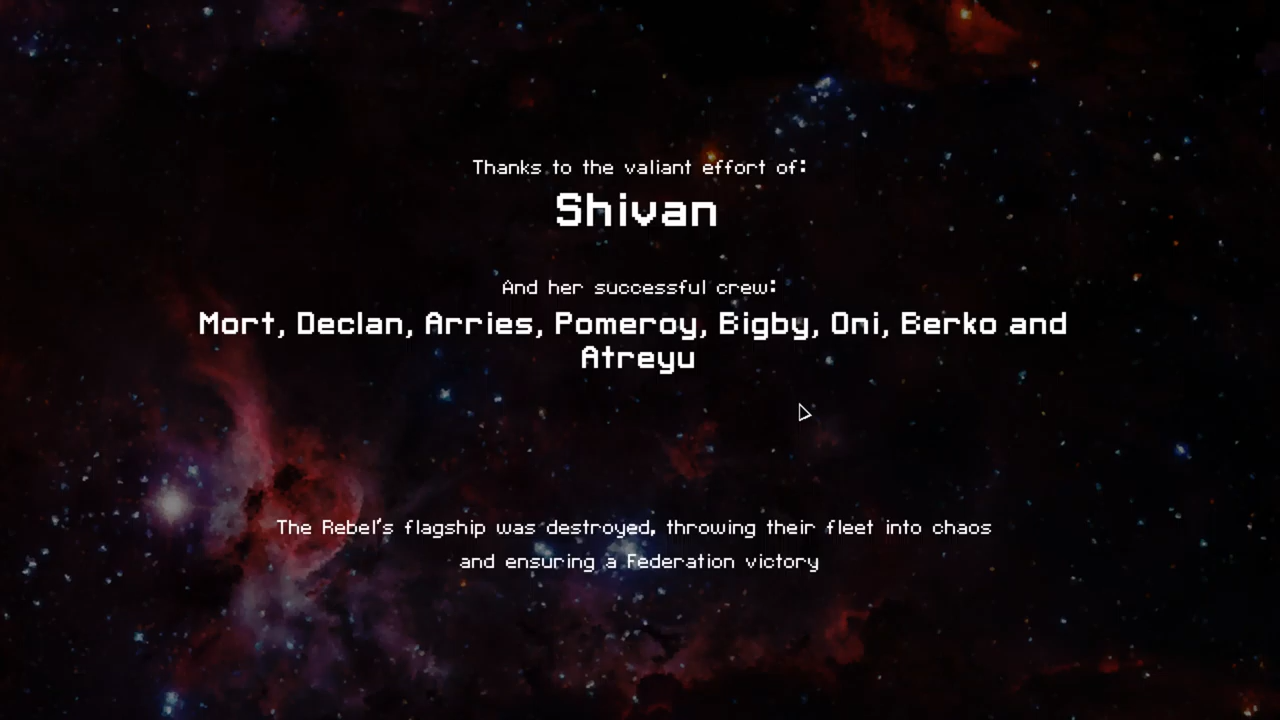 Thanks to the valiant effort of:
Shivan
And her successful crew:
Mort, Declan, Arries, Pomeroy, Bigby, Oni, Berko and
Atreyu
The Rebel's flagship was destroyed, throwing their fleet into chaos
and ensuring a Federation victory